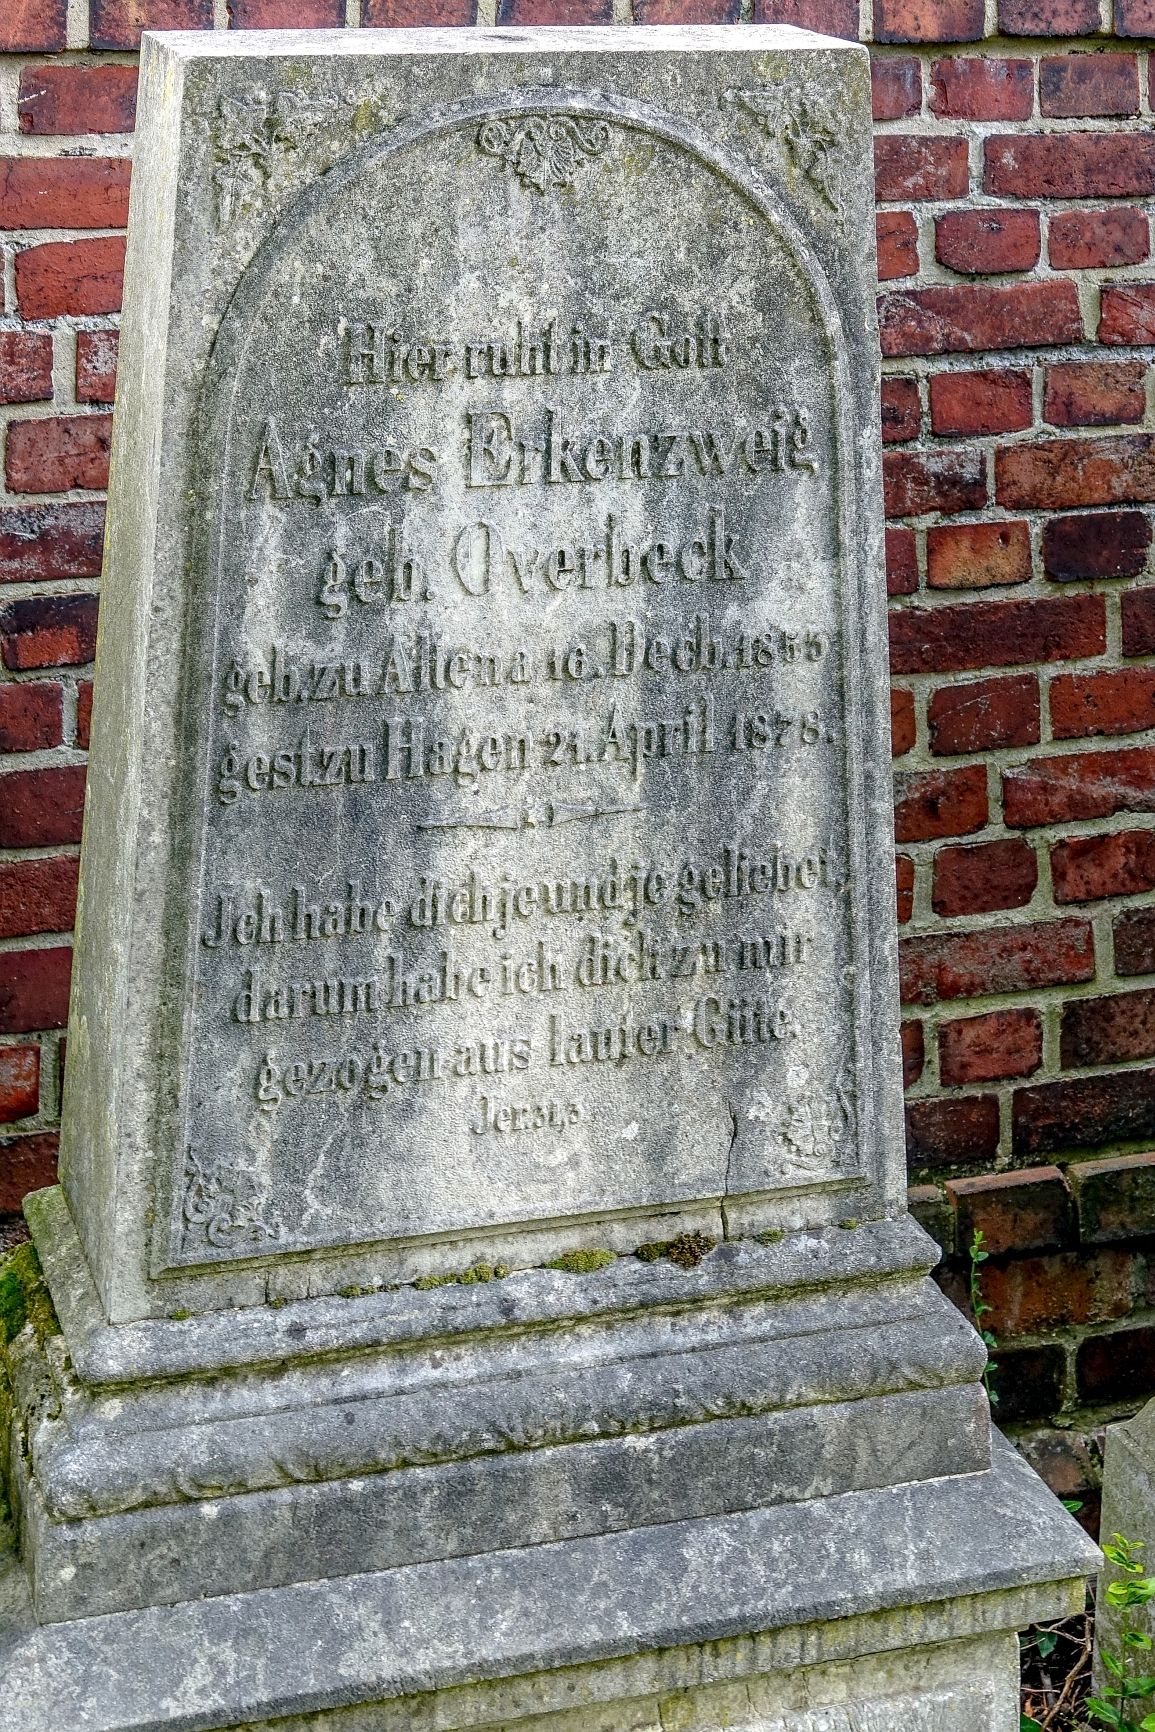 Hier ruht in Gott
Agnes Erkenzweig
geb. Overbeck
geb. zu Altena 16. Decb. 1853
gest. zu Hagen 21. April 1878.
Ich habe dich je und je geliebet,
darum habe ich dich zu mir
gezogen aus lauter Güte.
Jer. 31,3.